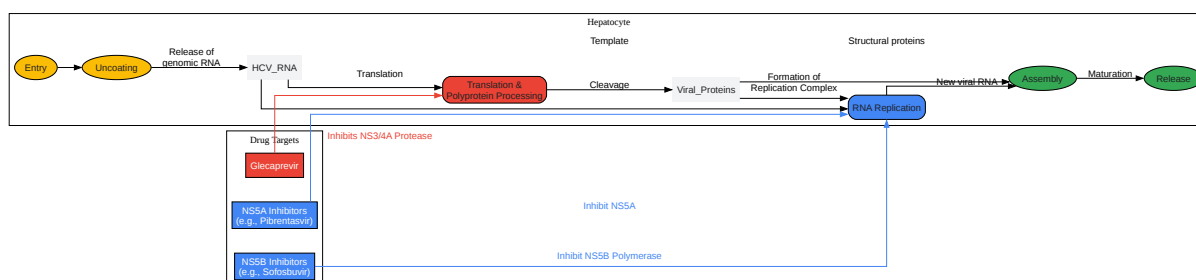 Hepatocyte
Template
Structural proteins
Entry
Uncoating
Release of
genomic RNA
HCV_RNA
Translation
Translation &
Polyprotein Processing
Cleavage
Viral_Proteins
Formation of
Replication Complex
New viral RNA
RNA Replication
Assembly
Maturation
Release
Drug Targets
Inhibits NS3/4A Protease
Glecaprevir
NS5A Inhibitors
(e.g., Pibrentasvir)
Inhibit NS5A
NS5B Inhibitors
(e.g., Sofosbuvir)
Inhibit NS5B Polymerase